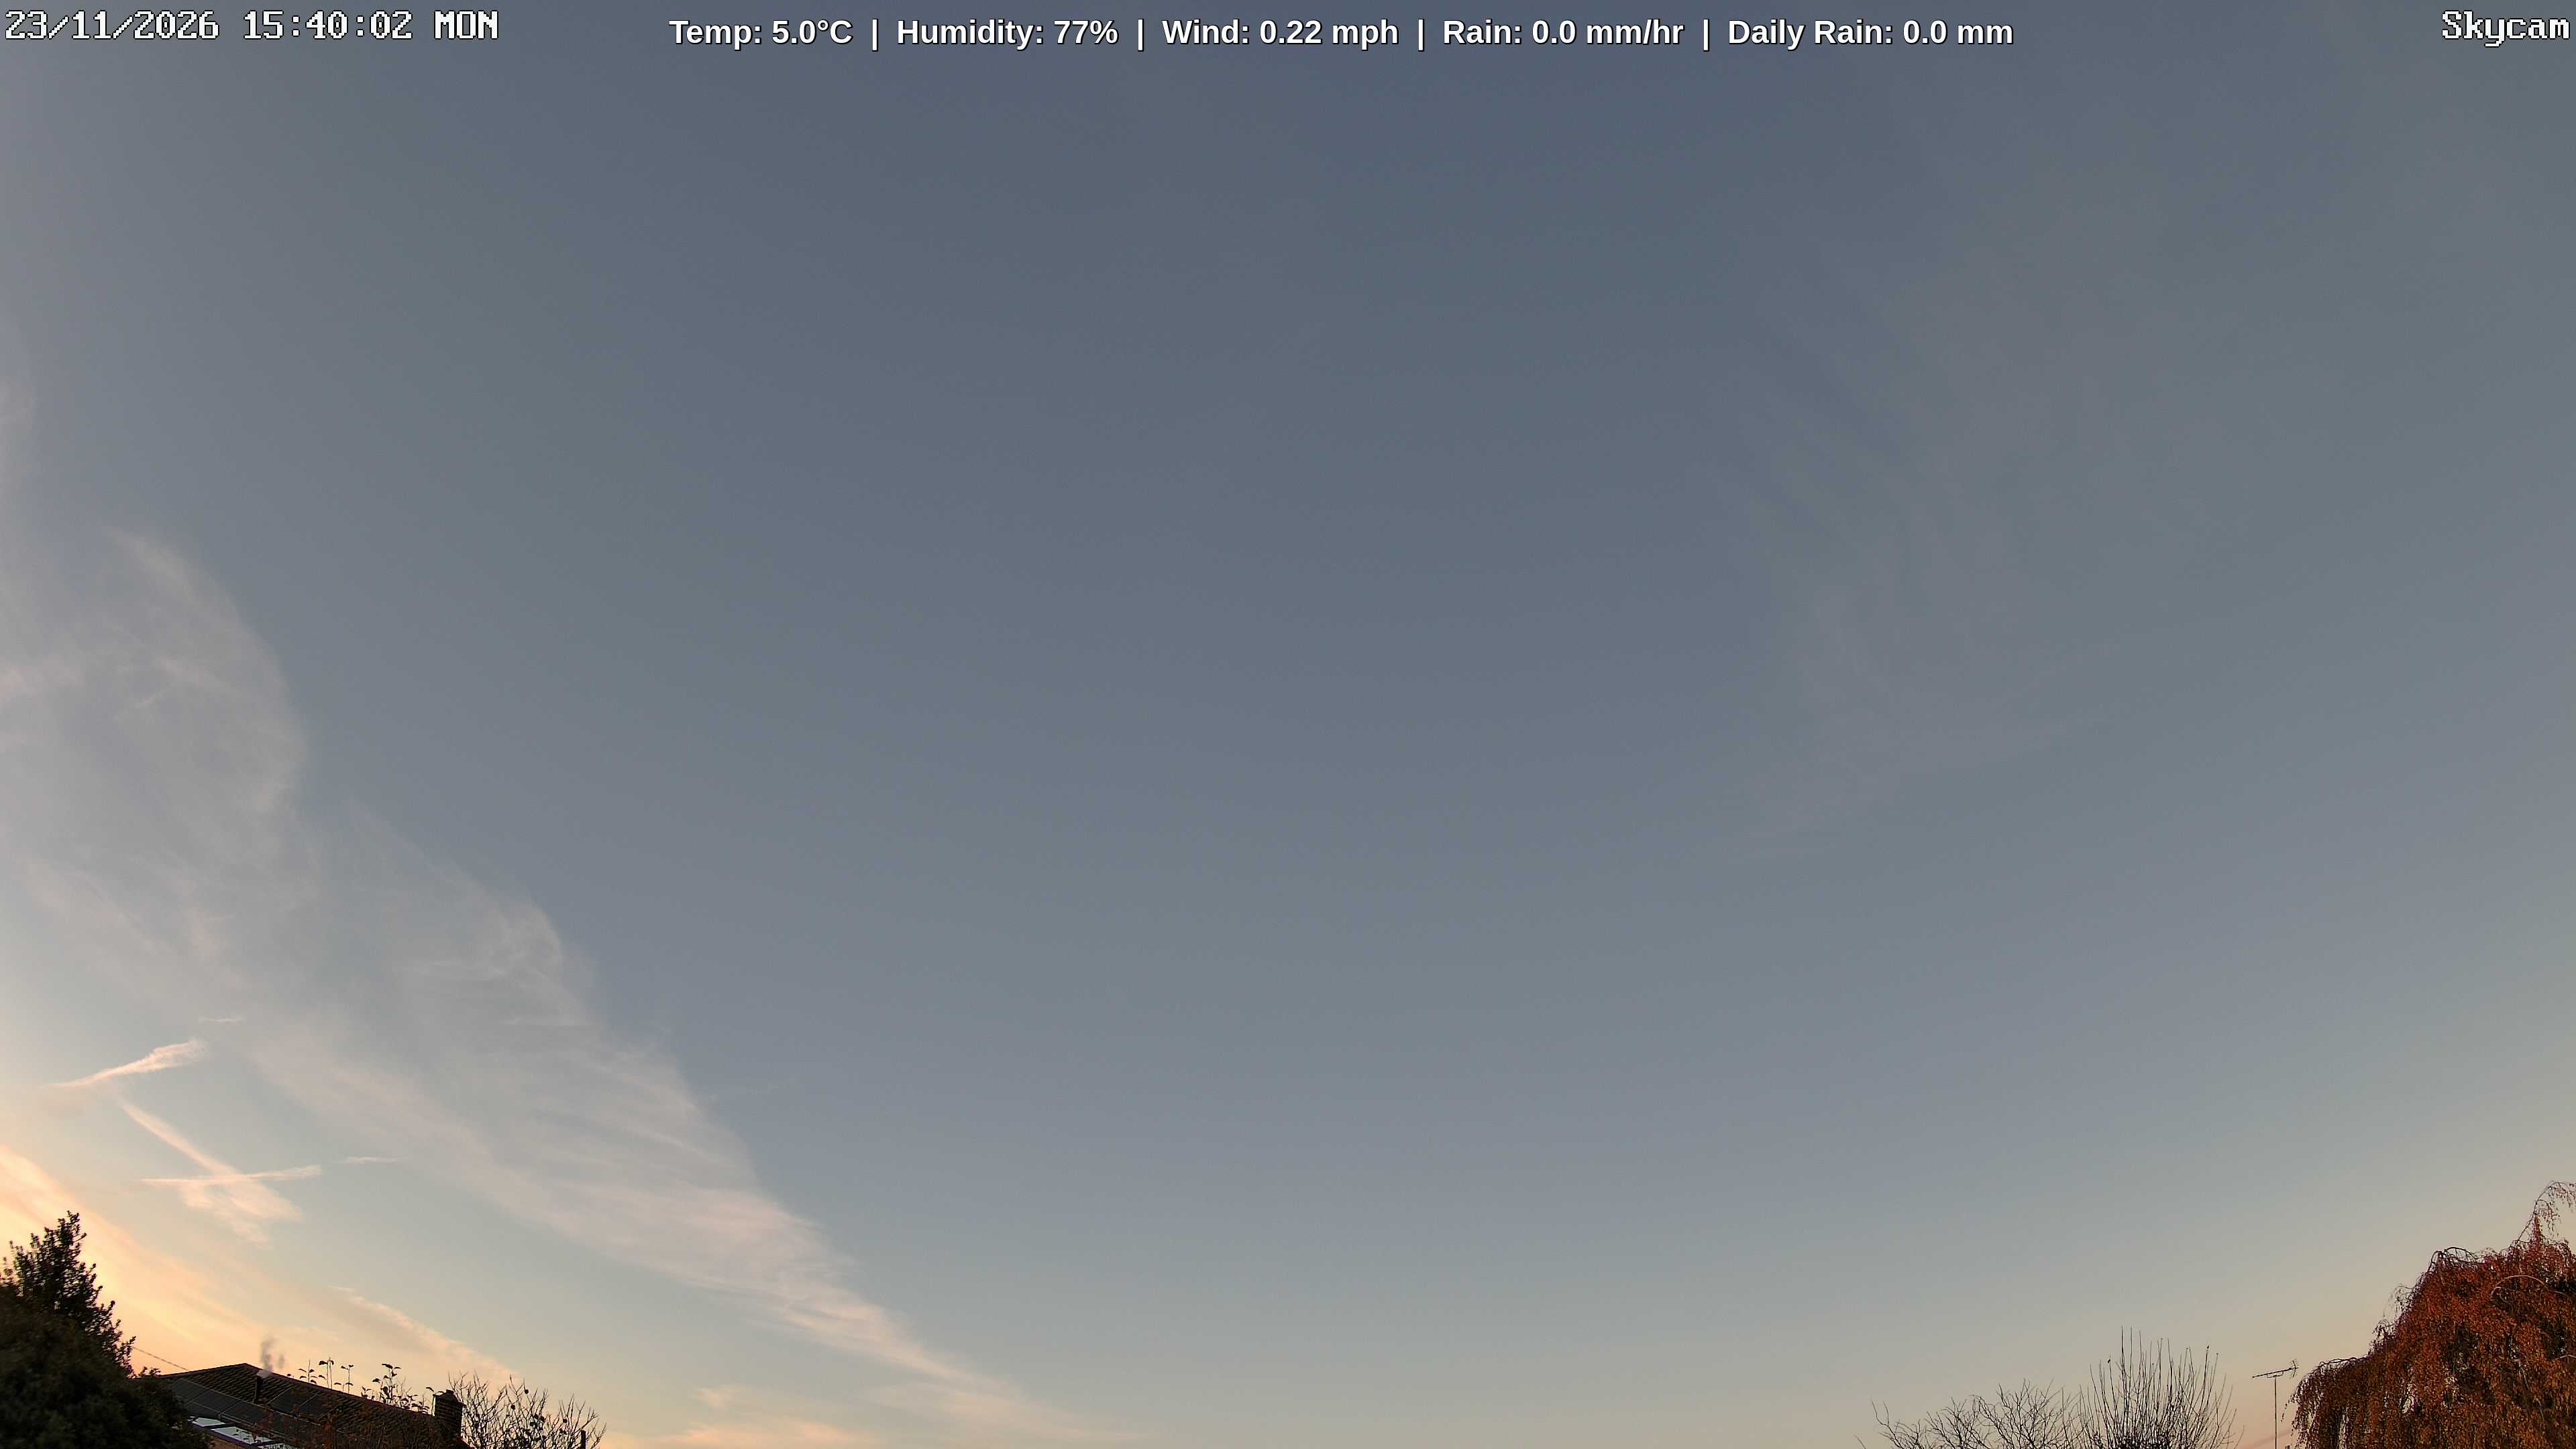 23/11/2026 15:40:02 MON
Temp: 5.0°C | Humidity: 77% | Wind: 0.22 mph | Rain: 0.0 mm/hr | Daily Rain: 0.0 mm
Skycam